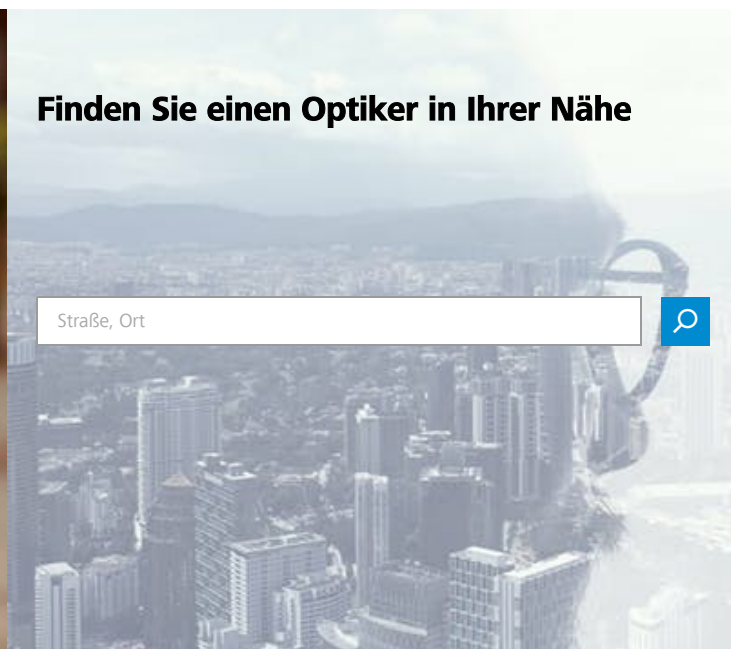 Finden Sie einen Optiker in Ihrer Nähe
Straße, Ort